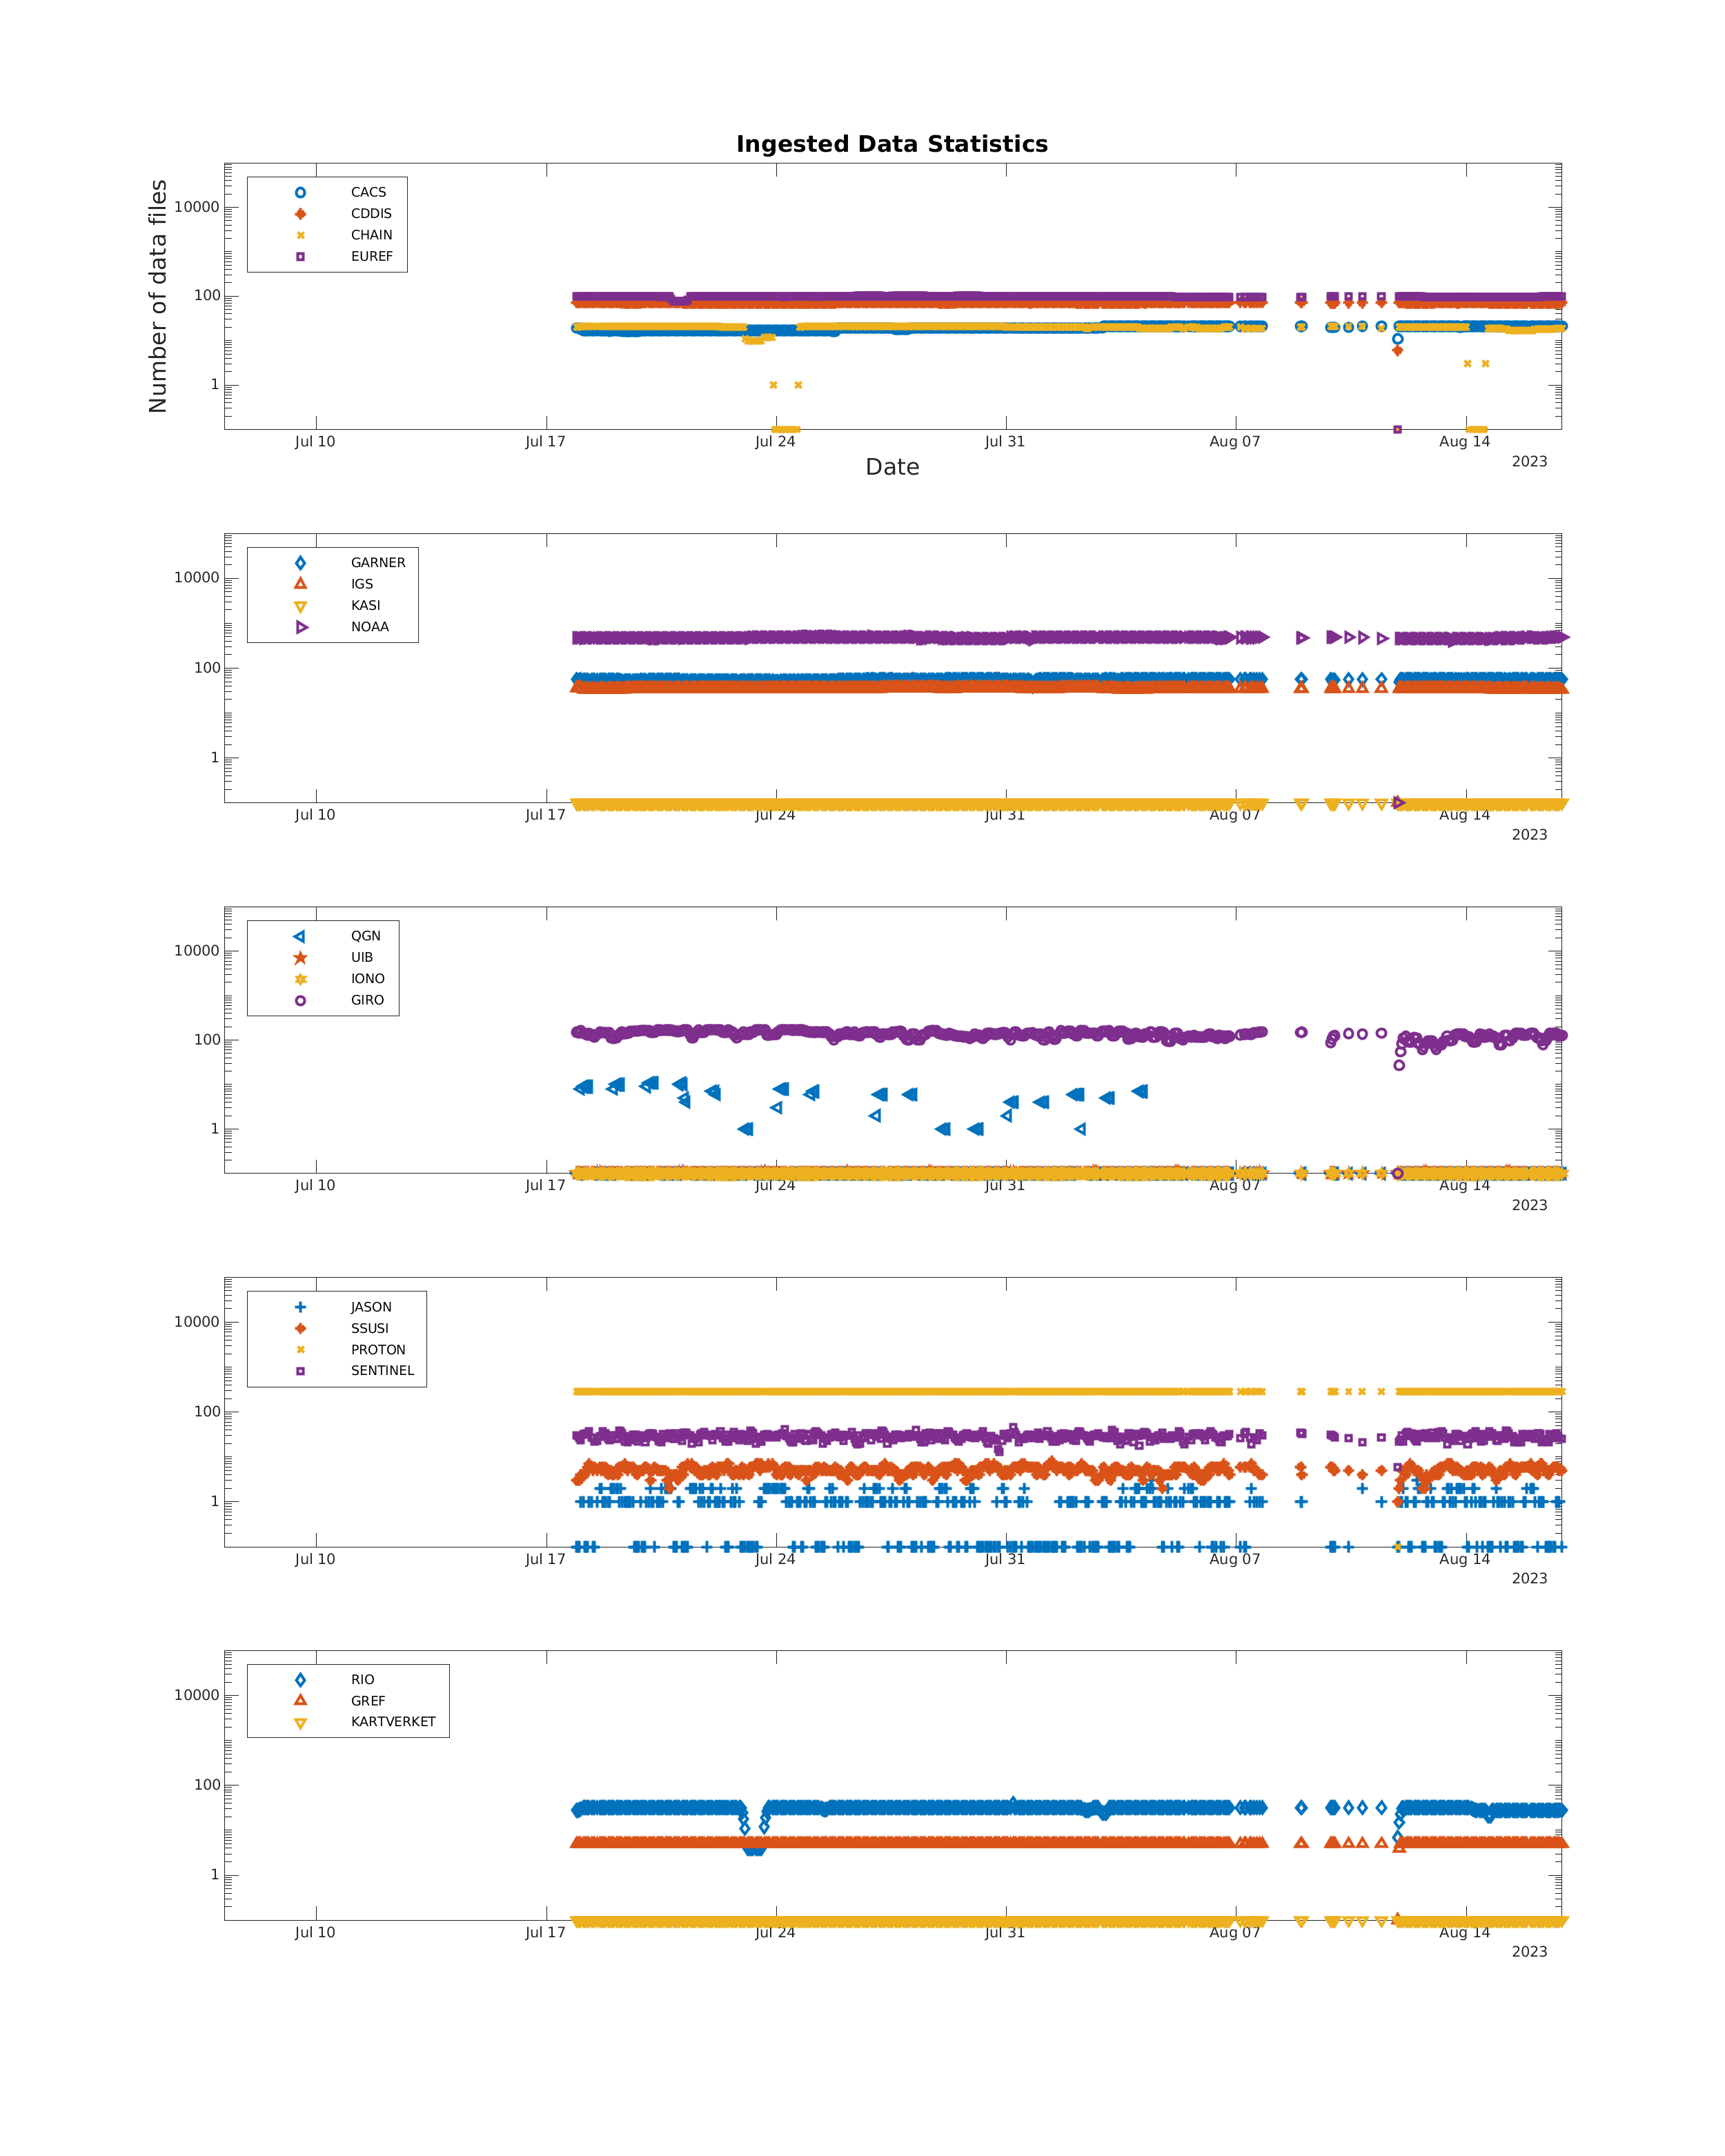 Ingested Data Statistics
Number of data files
10000
100
1
CACS
CDDIS
CHAIN
EUREF
Jul 10
Jul 17
Jul 24
Jul 31
Aug 07
Aug 14
2023
Date
10000
100
1
GARNER
IGS
KASI
NOAA
Jul 10
Jul 17
Jul 24
Jul 31
Aug 07
Aug 14
2023
10000
100
1
QGN
UIB
IONO
GIRO
Jul 10
Jul 17
Jul 24
Jul 31
Aug 07
Aug 14
2023
10000
100
1
JASON
SSUSI
PROTON
SENTINEL
Jul 10
Jul 17
Jul 24
Jul 31
Aug 07
Aug 14
2023
10000
100
1
RIO
GREF
KARTVERKET
Jul 10
Jul 17
Jul 24
Jul 31
Aug 07
Aug 14
2023